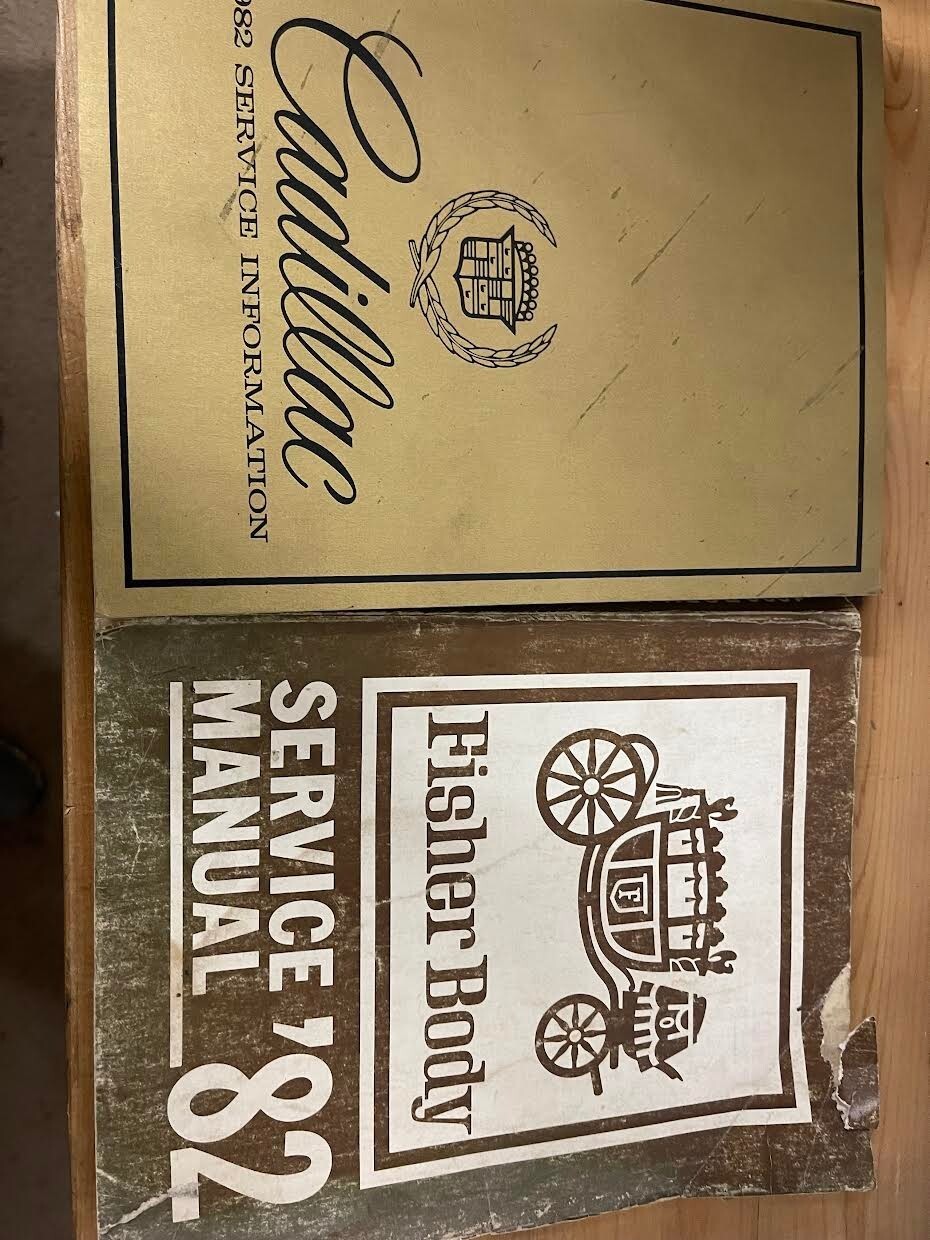 Cadillac
982 SERVICE INFORMATION
F
Fisher Body
SERVICE '82
MANUAL